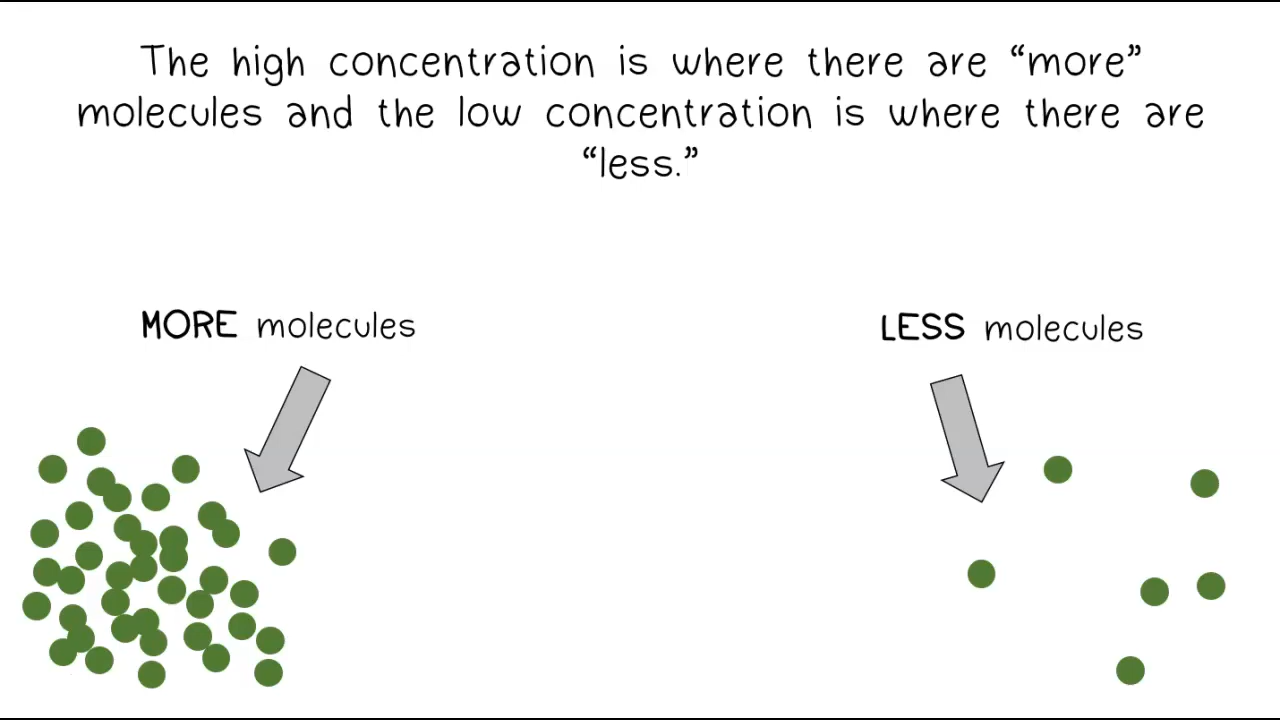 The high concentration is where there are “more”
molecules and the low concentration is where there are
“less.”
MORE molecules
LESS molecules